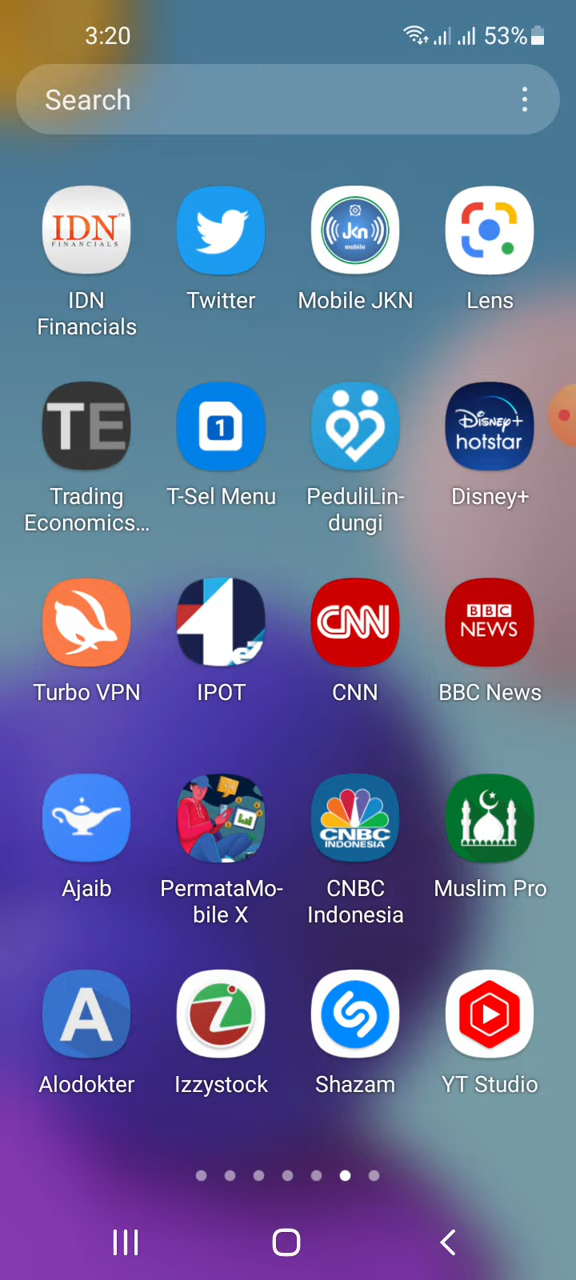 3:20
53%
Search
IDN™
FINANCIALS
Jkn
mobile
IDN
Financials
Twitter
Mobile JKN
Lens
TE
1
Disney+
hotstar
Trading
Economics...
T-Sel Menu
PeduliLin-
dungi
Disney+
CNN
BBC
NEWS
Turbo VPN
IPOT
CNN
BBC News
CNBC
INDONESIA
Ajaib
PermataMo-
bile X
CNBC
Indonesia
Muslim Pro
A
Alodokter
Izzystock
Shazam
YT Studio